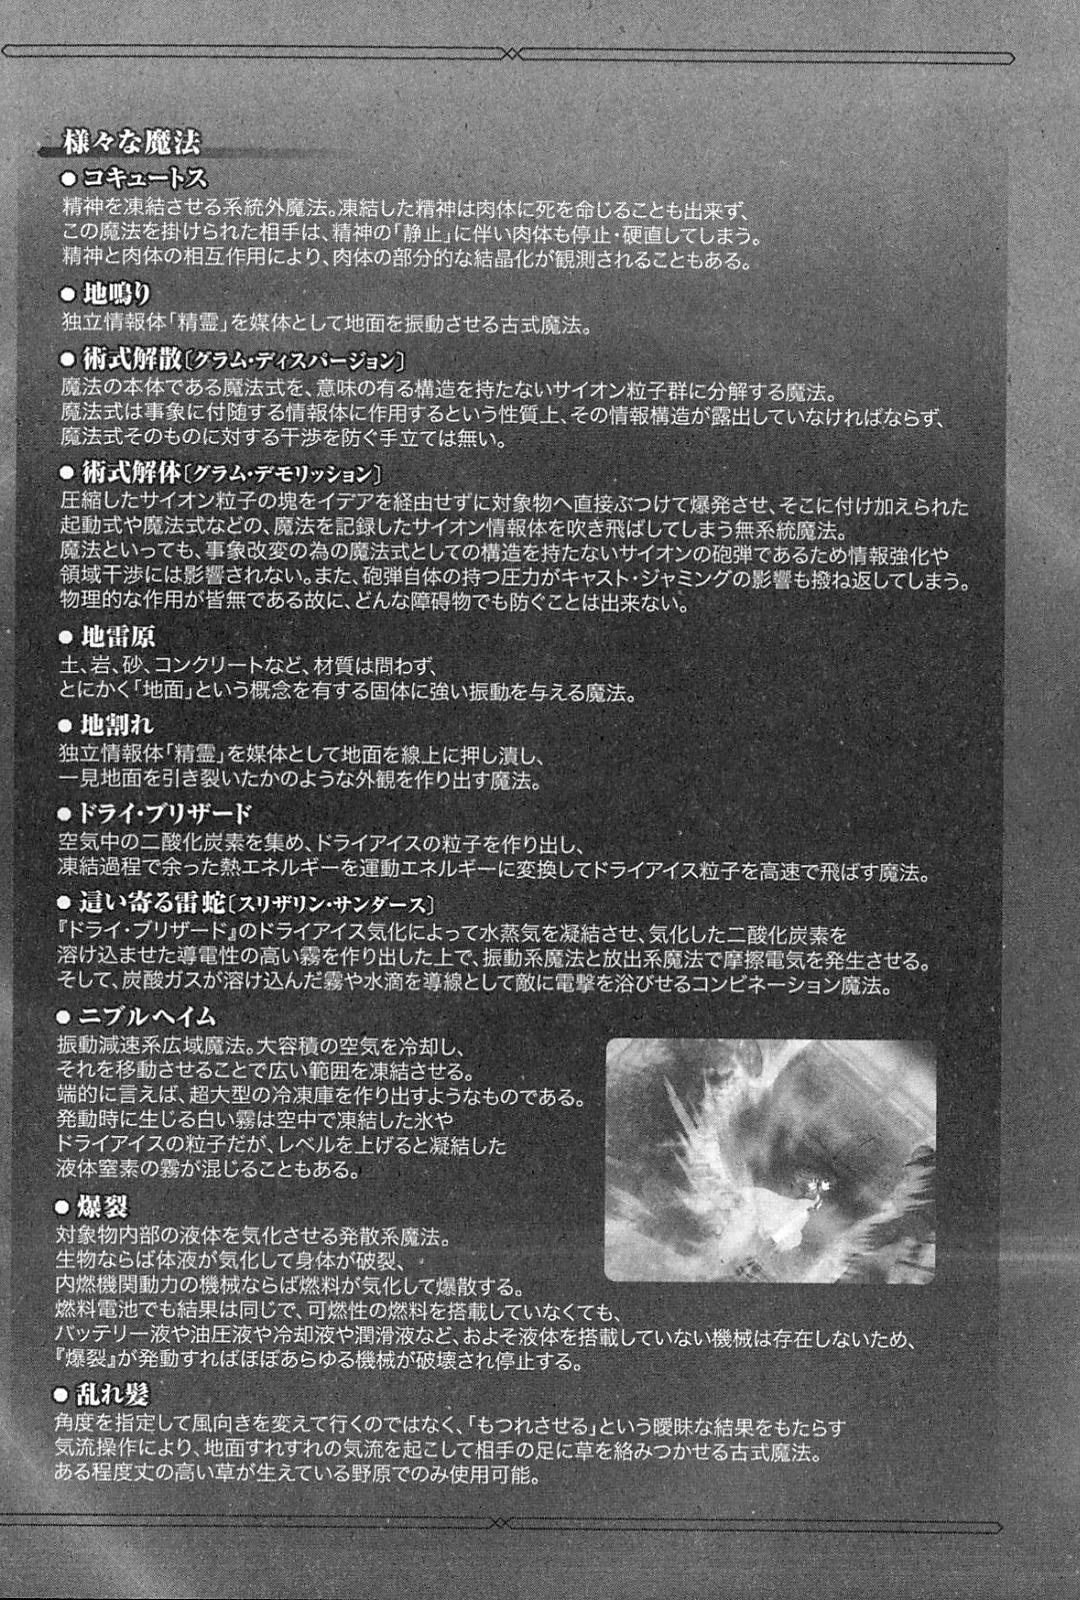 様々な魔法
●コキュートス
精神を凍結させる系統外魔法。凍結した精神は肉体に死を命じることも出来ず、
この魔法を掛けられた相手は、精神の「静止」に伴い肉体も停止・硬直してしまう。
精神と肉体の相互作用により、肉体の部分的な結晶化が観測されることもある。
●地鳴り
独立情報体「精霊」を媒体として地面を振動させる古式魔法。
●術式解散〔グラム・ディスパージョン〕
魔法の本体である魔法式を、意味の有る構造を持たないサイオン粒子群に分解する魔法。
魔法式は事象に付随する情報体に作用するという性質上、その情報構造が露出していなければならず、
魔法式そのものに対する干渉を防ぐ手立ては無い。
●術式解体〔グラム・デモリッション〕
圧縮したサイオン粒子の塊をイデアを経由せずに対象物へ直接ぶつけて爆発させ、そこに付け加えられた
起動式や魔法式などの、魔法を記録したサイオン情報体を吹き飛ばしてしまう無系統魔法。
魔法といっても、事象改変の為の魔法式としての構造を持たないサイオンの砲弾であるため情報強化や
領域干渉には影響されない。また、砲弾自体の持つ圧力がキャスト・ジャミングの影響も撥ね返してしまう。
物理的な作用が皆無である故に、どんな障碍物でも防ぐことは出来ない。
●地雷原
土、岩、砂、コンクリートなど、材質は問わず、
とにかく「地面」という概念を有する固体に強い振動を与える魔法。
●地割れ
独立情報体「精霊」を媒体として地面を線上に押し潰し、
一見地面を引き裂いたかのような外観を作り出す魔法。
●ドライ・ブリザード
空気中の二酸化炭素を集め、ドライアイスの粒子を作り出し、
凍結過程で余った熱エネルギーを運動エネルギーに変換してドライアイス粒子を高速で飛ばす魔法。
●這い寄る雷蛇〔スリザリン・サンダース〕
『ドライ・ブリザード』のドライアイス気化によって水蒸気を凝結させ、気化した二酸化炭素を
溶け込ませた導電性の高い霧を作り出した上で、振動系魔法と放出系魔法で摩擦電気を発生させる。
そして、炭酸ガスが溶け込んだ霧や水滴を導線として敵に電撃を浴びせるコンビネーション魔法。
●ニブルヘイム
振動減速系広域魔法。大容積の空気を冷却し、
それを移動させることで広い範囲を凍結させる。
端的に言えば、超大型の冷凍庫を作り出すようなものである。
発動時に生じる白い霧は空中で凍結した氷や
ドライアイスの粒子だが、レベルを上げると凝結した
液体窒素の霧が混じることもある。
●爆裂
対象物内部の液体を気化させる発散系魔法。
生物ならば体液が気化して身体が破裂、
内燃機関動力の機械ならば燃料が気化して爆散する。
燃料電池でも結果は同じで、可燃性の燃料を搭載していなくても、
バッテリー液や油圧液や冷却液や潤滑液など、およそ液体を搭載していない機械は存在しないため、
『爆裂』が発動すればほぼあらゆる機械が破壊され停止する。
●乱れ髪
角度を指定して風向きを変えて行くのではなく、「もつれさせる」という曖昧な結果をもたらす
気流操作により、地面すれすれの気流を起こして相手の足に草を絡みつかせる古式魔法。
ある程度丈の高い草が生えている野原でのみ使用可能。